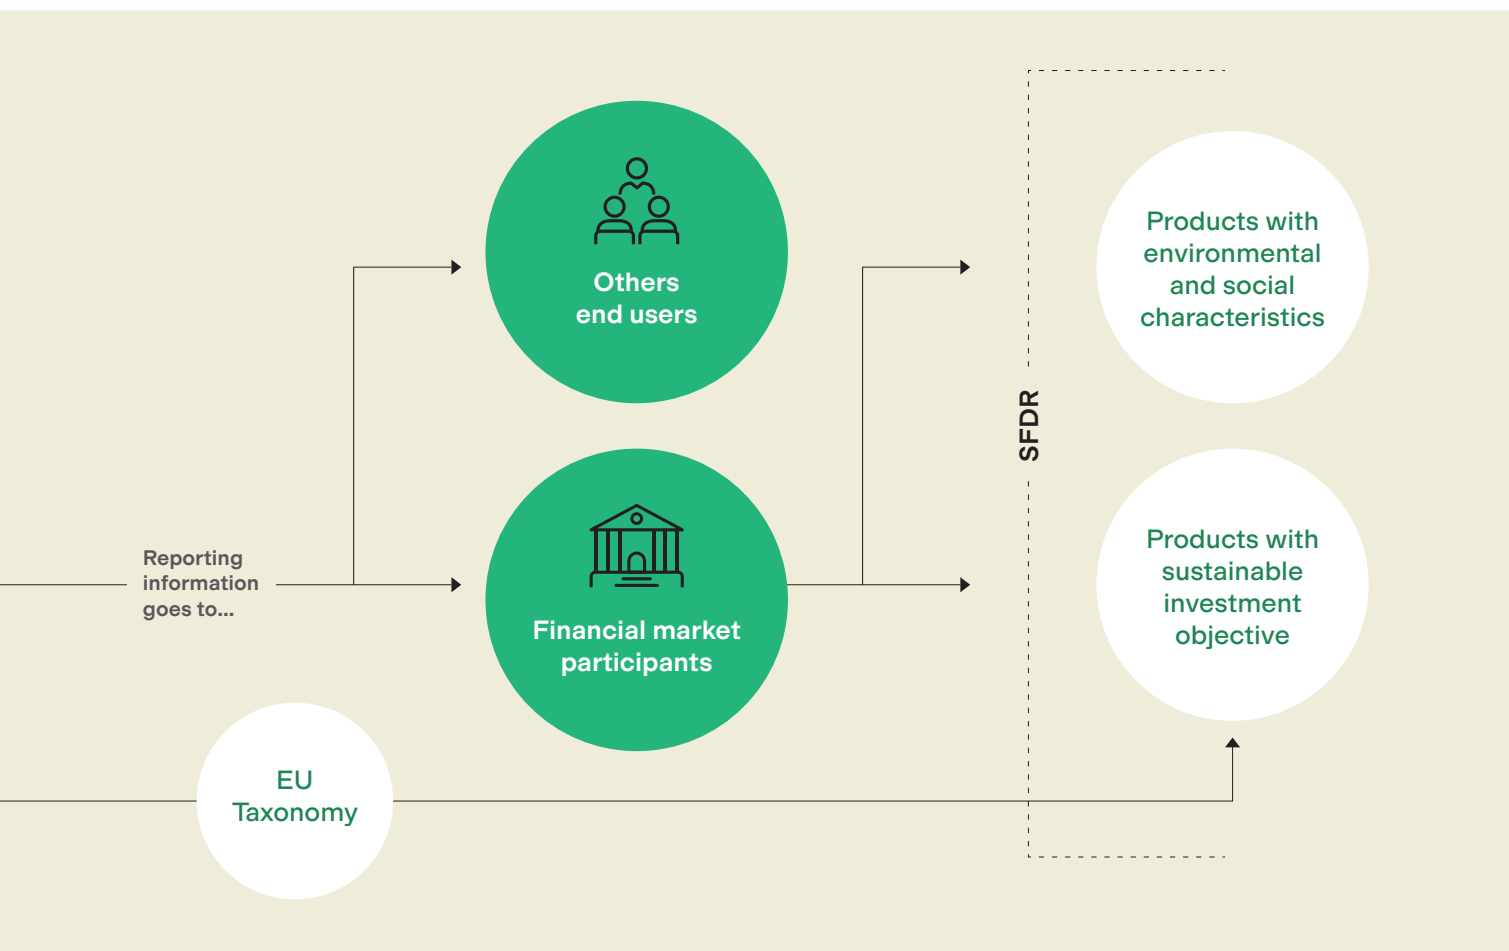 Reporting
information
goes to...
Others
end users
Financial market
participants
EU
Taxonomy
SFDR
Products with
environmental
and social
characteristics
Products with
sustainable
investment
objective